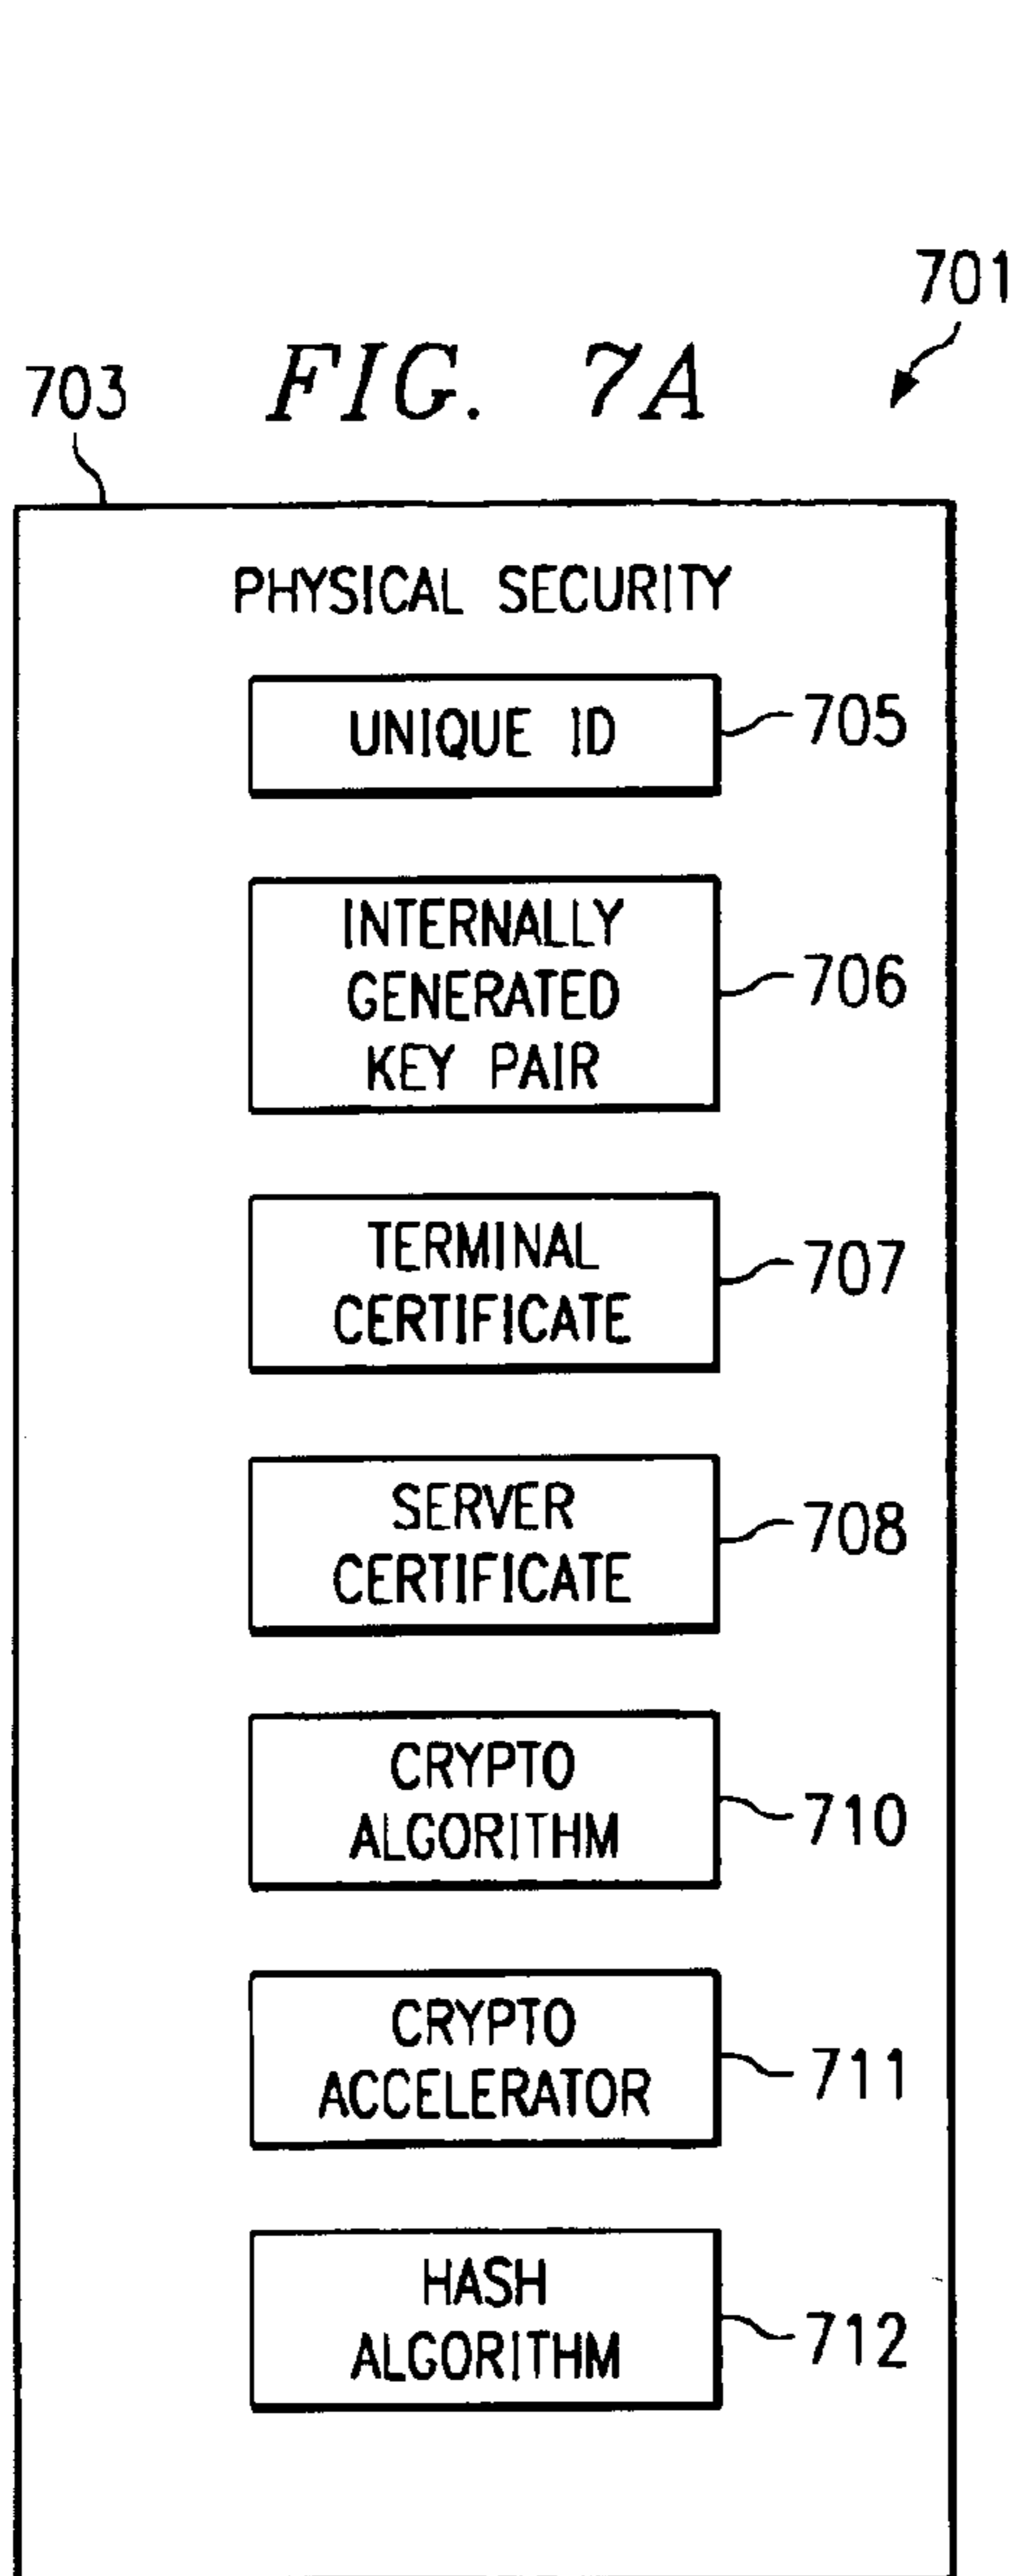 701
703
FIG. 7A
PHYSICAL SECURITY
UNIQUE ID
705
INTERNALLY
GENERATED
KEY PAIR
706
TERMINAL
CERTIFICATE
707
SERVER
CERTIFICATE
708
CRYPTO
ALGORITHM
710
CRYPTO
ACCELERATOR
711
HASH
ALGORITHM
712